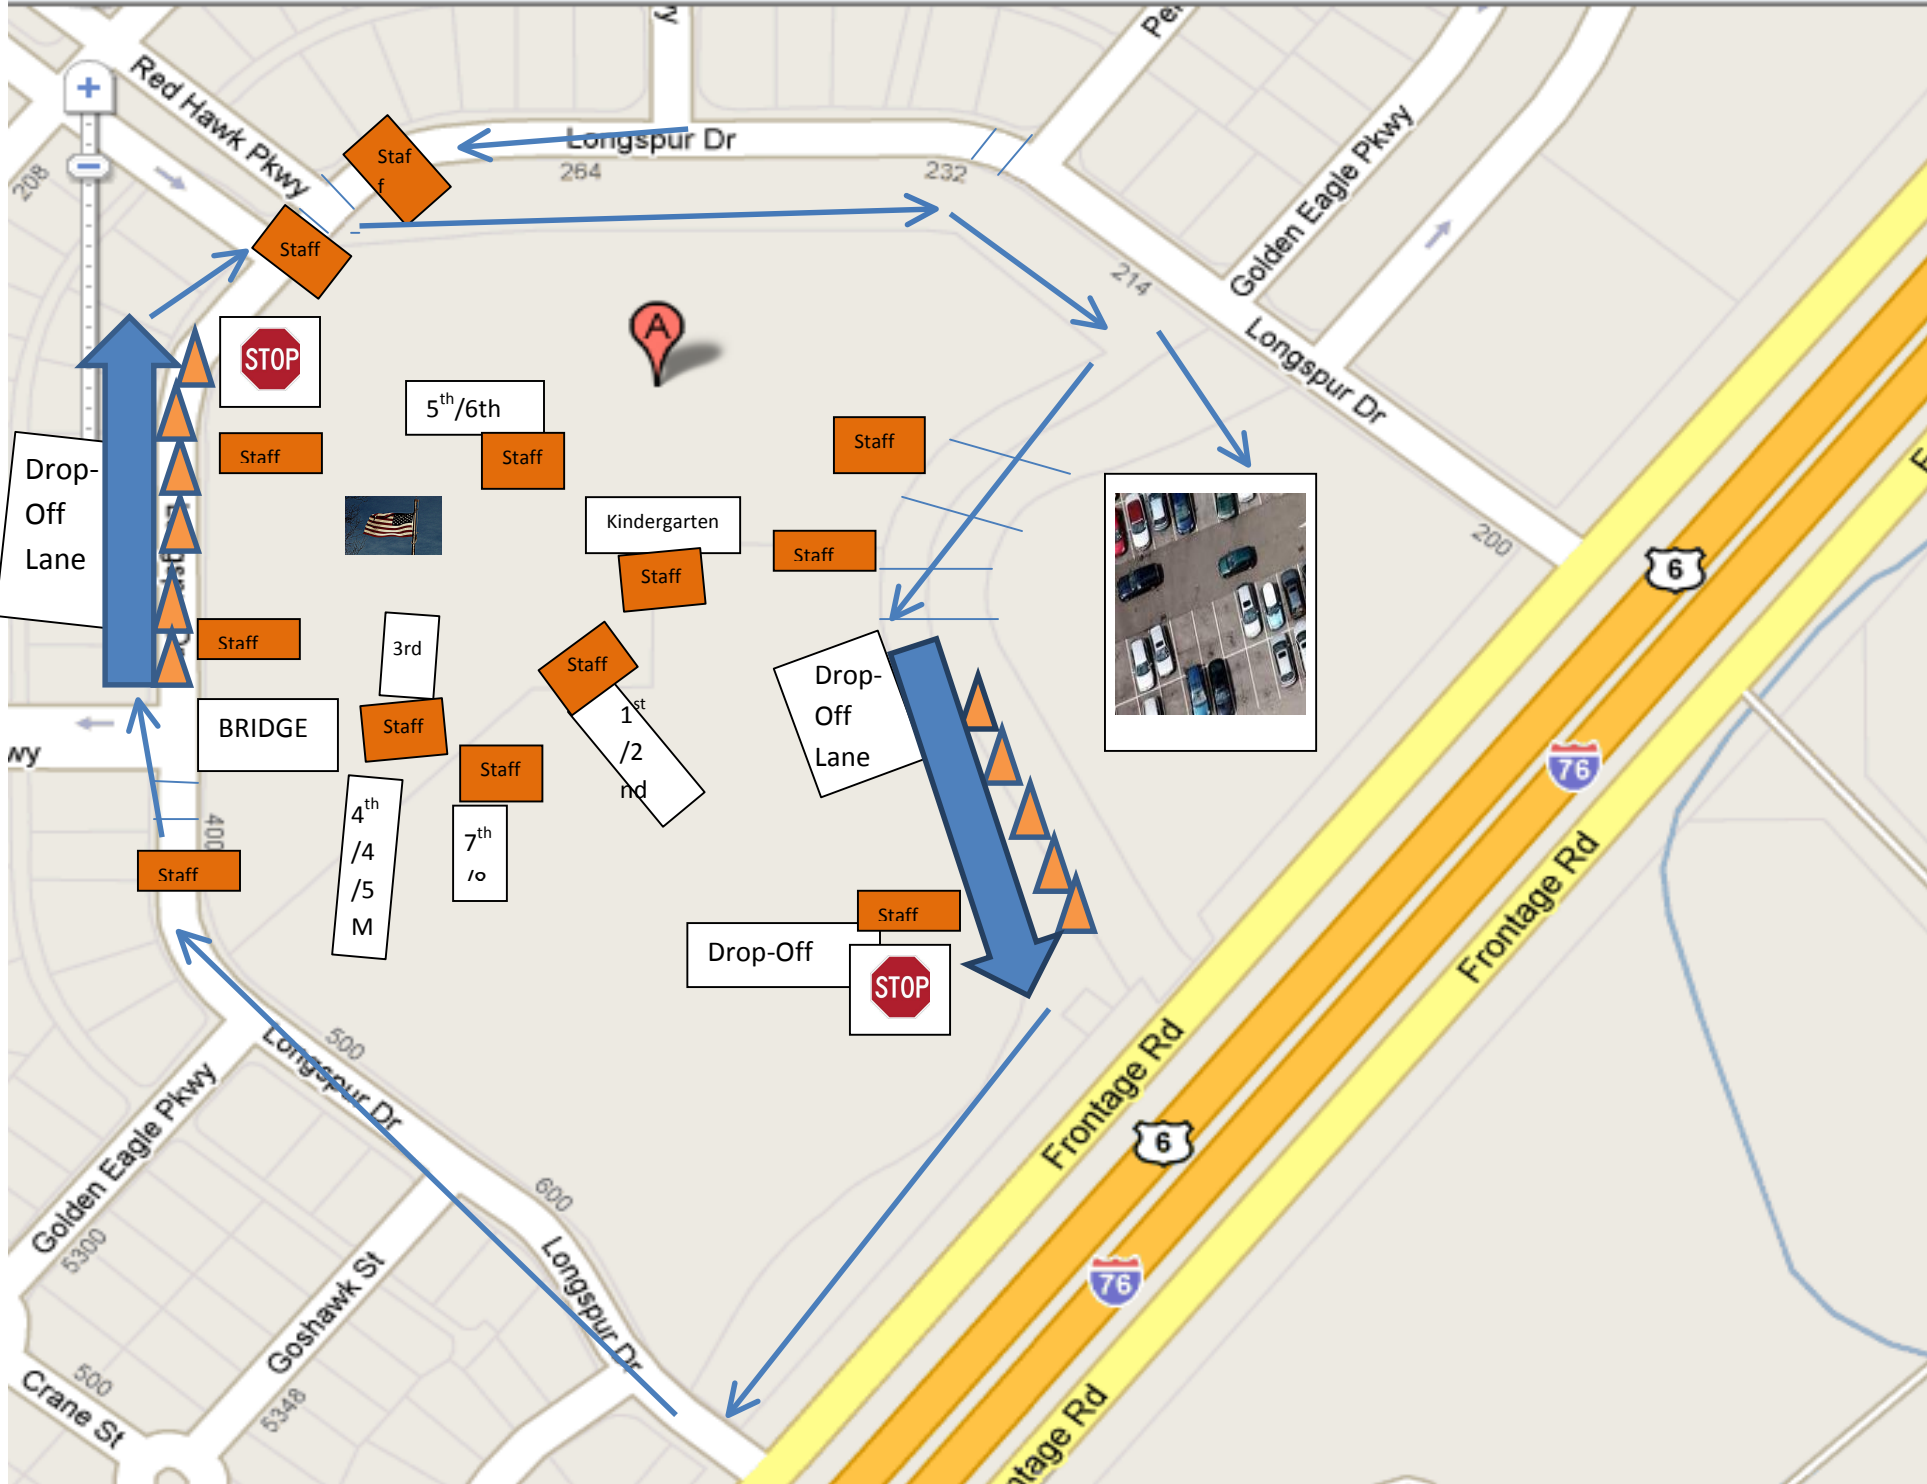 Red Hawk Pkwy
208
Longspur Dr
264
232
Golden Eagle Pkwy
214
Longspur Dr
200
Staf
f
Staff
STOP
5th/6th
A
Staff
Staff
Staff
Drop-
Off
Lane
Kindergarten
Staff
Staff
Staff
3rd
Staff
Drop-
Off
Lane
BRIDGE
Staff
1st
/2
nd
Staff
4th
/4
/5
M
7th
400
Staff
Staff
Drop-Off
STOP
6
76
Frontage Rd
Frontage Rd
6
76
500
Longspur Dr
Golden Eagle Pkwy
5300
600
Longspur Dr
Goshawk St
5348
500
Crane St
ntage Rd
wy